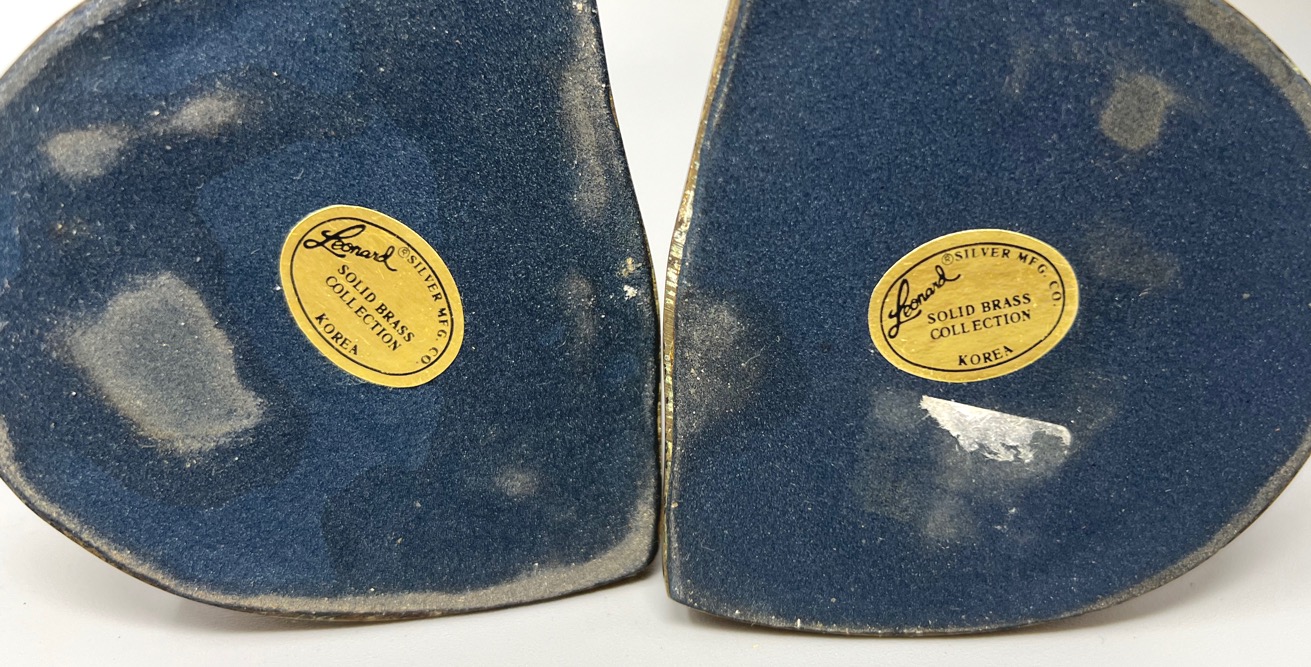 Leonard® SILVER MFG. CO.
SOLID BRASS
COLLECTION
KOREA
Leonard® SILVER MFG. CO.
SOLID BRASS
COLLECTION
KOREA